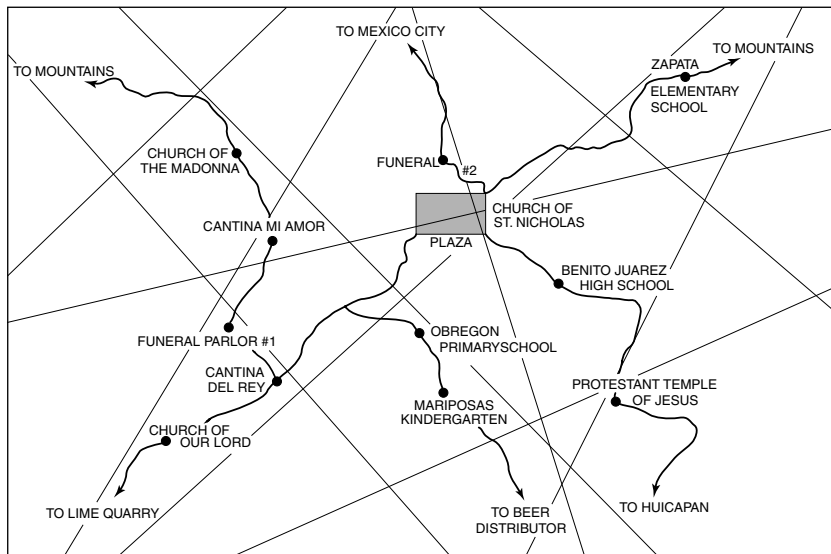 TO MEXICO CITY
TO MOUNTAINS
ZAPATA
ELEMENTARY
SCHOOL
TO MOUNTAINS
CHURCH OF
THE MADONNA
FUNERAL
#2
CANTINA MI AMOR
CHURCH OF
ST. NICHOLAS
PLAZA
BENITO JUAREZ
HIGH SCHOOL
FUNERAL PARLOR #1
OBREGON
PRIMARYSCHOOL
CANTINA
DEL REY
PROTESTANT TEMPLE
OF JESUS
MARIPOSAS
KINDERGARTEN
CHURCH OF
OUR LORD
TO LIME QUARRY
TO BEER
DISTRIBUTOR
TO HUICAPAN